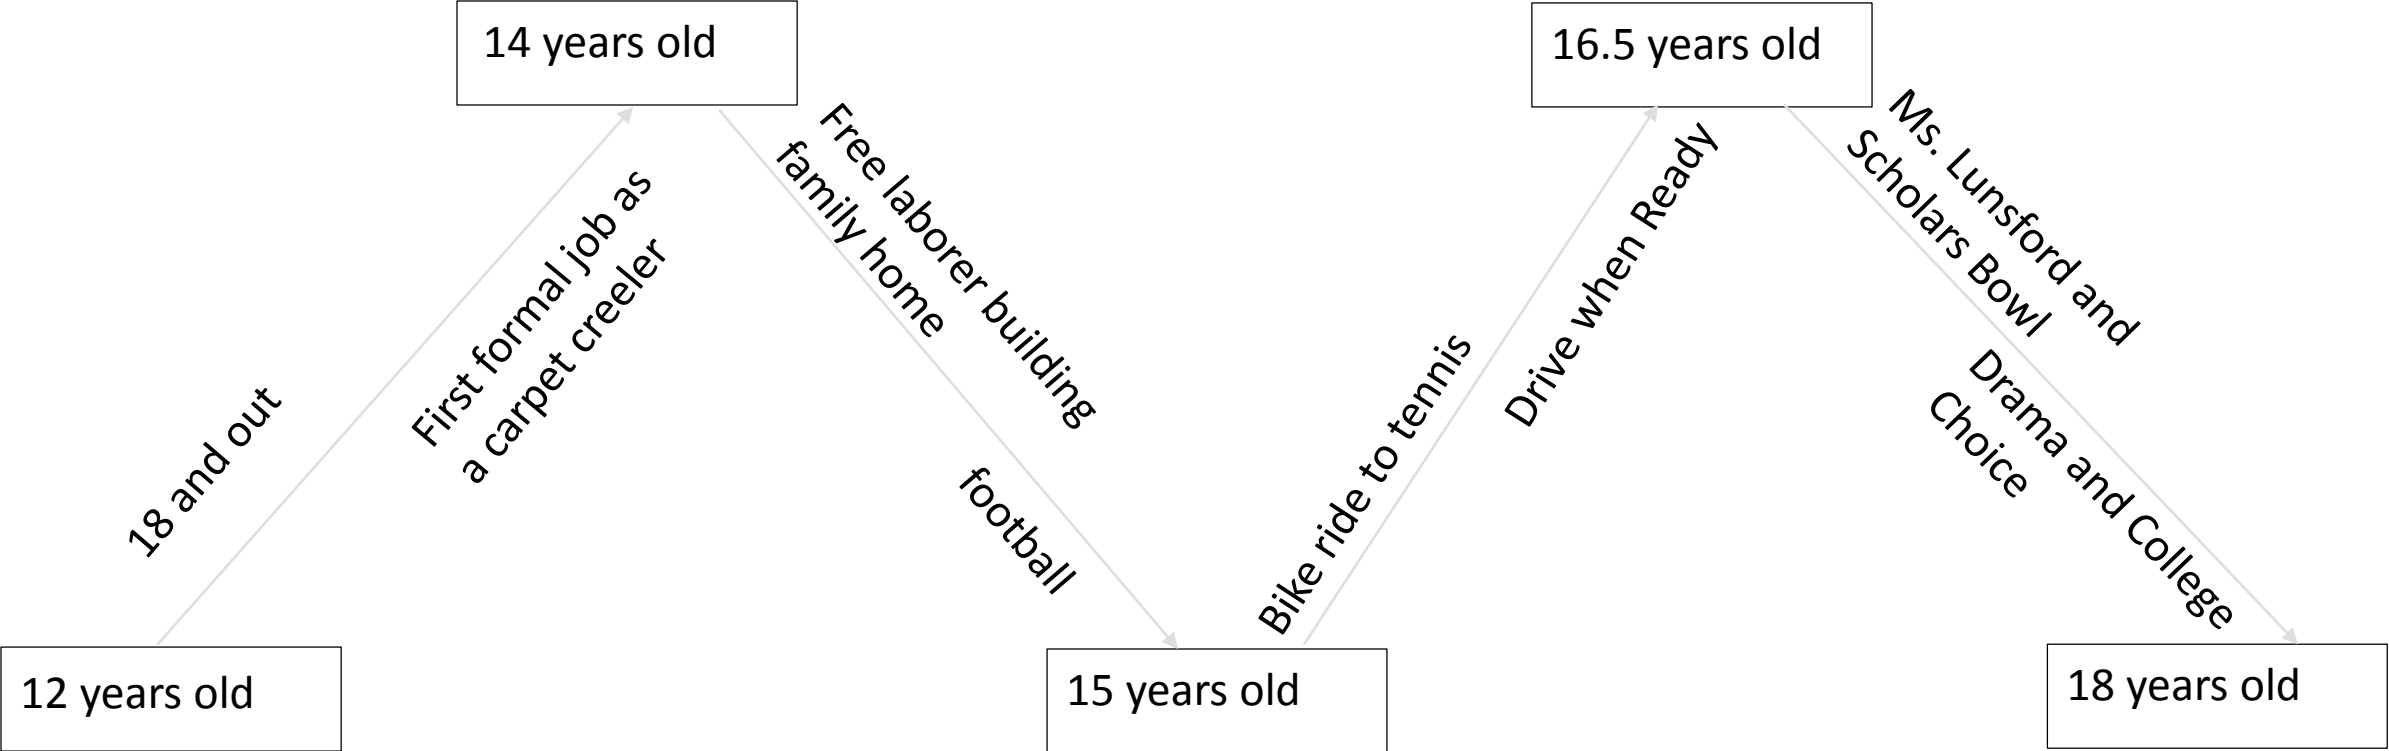 12 years old
18 and out
First formal job as
a carpet creeler
14 years old
Free laborer building
family home
football
15 years old
Bike ride to tennis
Drive when Ready
16.5 years old
Ms. Lunsford and
Scholars Bowl
Drama and College
Choice
18 years old